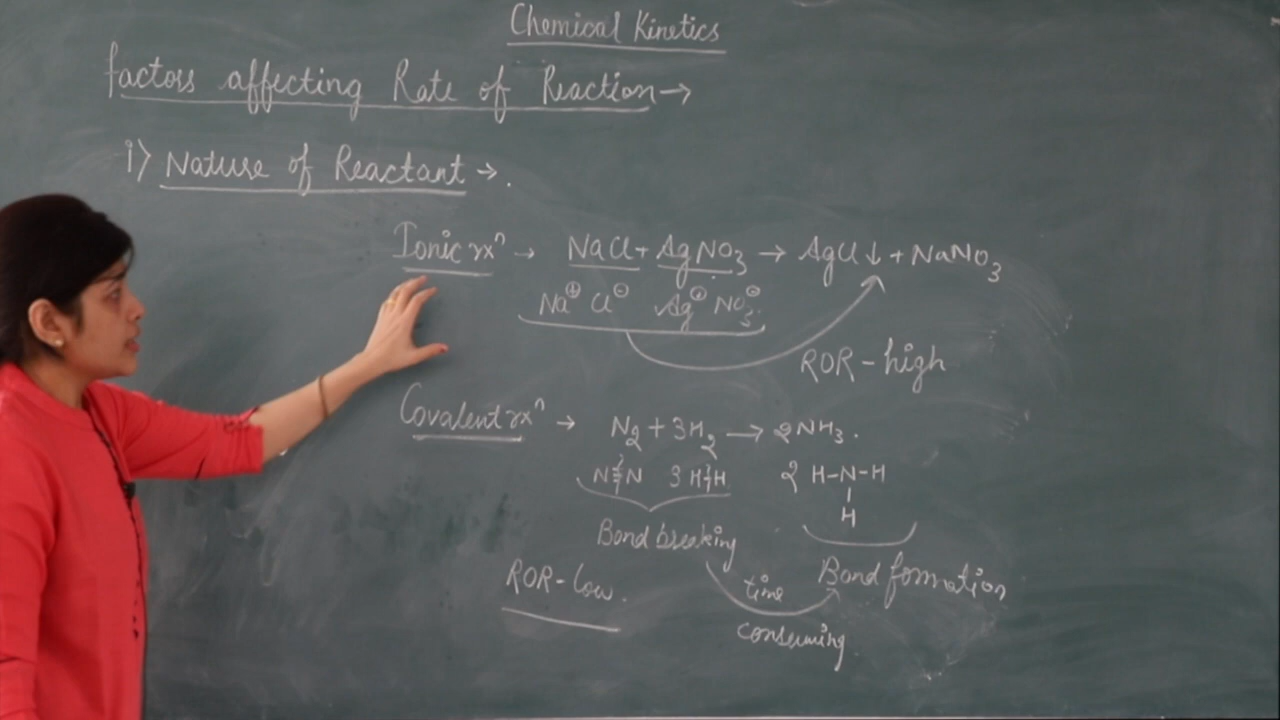 Chemical Kinetics
factors affecting Rate of Reaction→
i) Nature of Reactant →.
Ionic rxⁿ → NaCl + AgNO₃ → AgCl↓ + NaNO₃
Na⊕ Cl⊖ Ag⊕ NO₃⊖
ROR - high
Covalent rxⁿ → N₂ + 3H₂ → 2NH₃.
N≡N 3 H-H 2 H-N-H
H
Bond breaking
Bond formation
ROR - low.
time
consuming